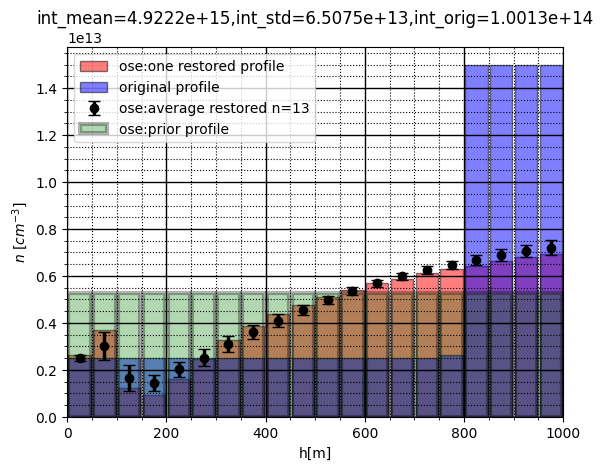 int_mean=4.9222e+15,int_std=6.5075e+13,int_orig=1.0013e+14
1e13
ose:one restored profile
original profile
ose:average restored n=13
ose:prior profile
1.4
1.2
1.0
0.8
0.6
0.4
0.2
0.0
n [cm⁻³]
0 200 400 600 800 1000
h[m]